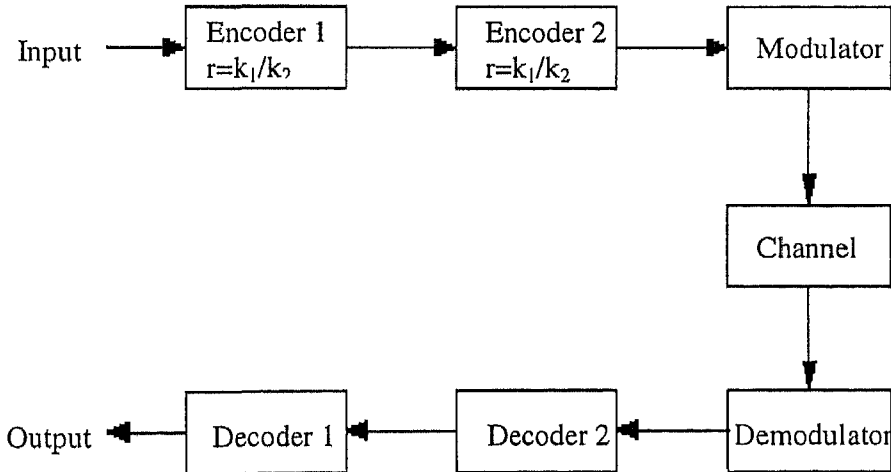 Input
Encoder 1
r=k₁/k₂
Encoder 2
r=k₁/k₂
Modulator
Channel
Output
Decoder 1
Decoder 2
Demodulator